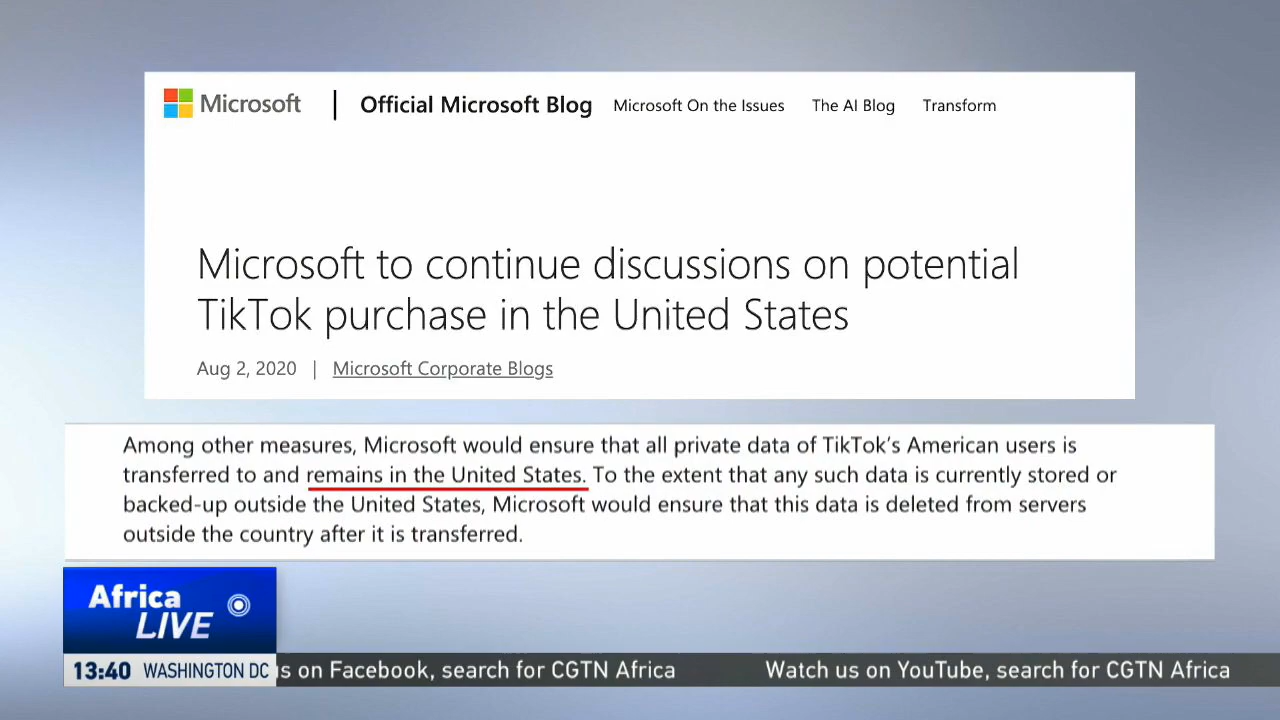 Microsoft | Official Microsoft Blog Microsoft On the Issues The AI Blog Transform
Microsoft to continue discussions on potential
TikTok purchase in the United States
Aug 2, 2020 | Microsoft Corporate Blogs
Among other measures, Microsoft would ensure that all private data of TikTok's American users is
transferred to and remains in the United States. To the extent that any such data is currently stored or
backed-up outside the United States, Microsoft would ensure that this data is deleted from servers
outside the country after it is transferred.
Africa
LIVE
13:40 WASHINGTON DC us on Facebook, search for CGTN Africa Watch us on YouTube, search for CGTN Africa